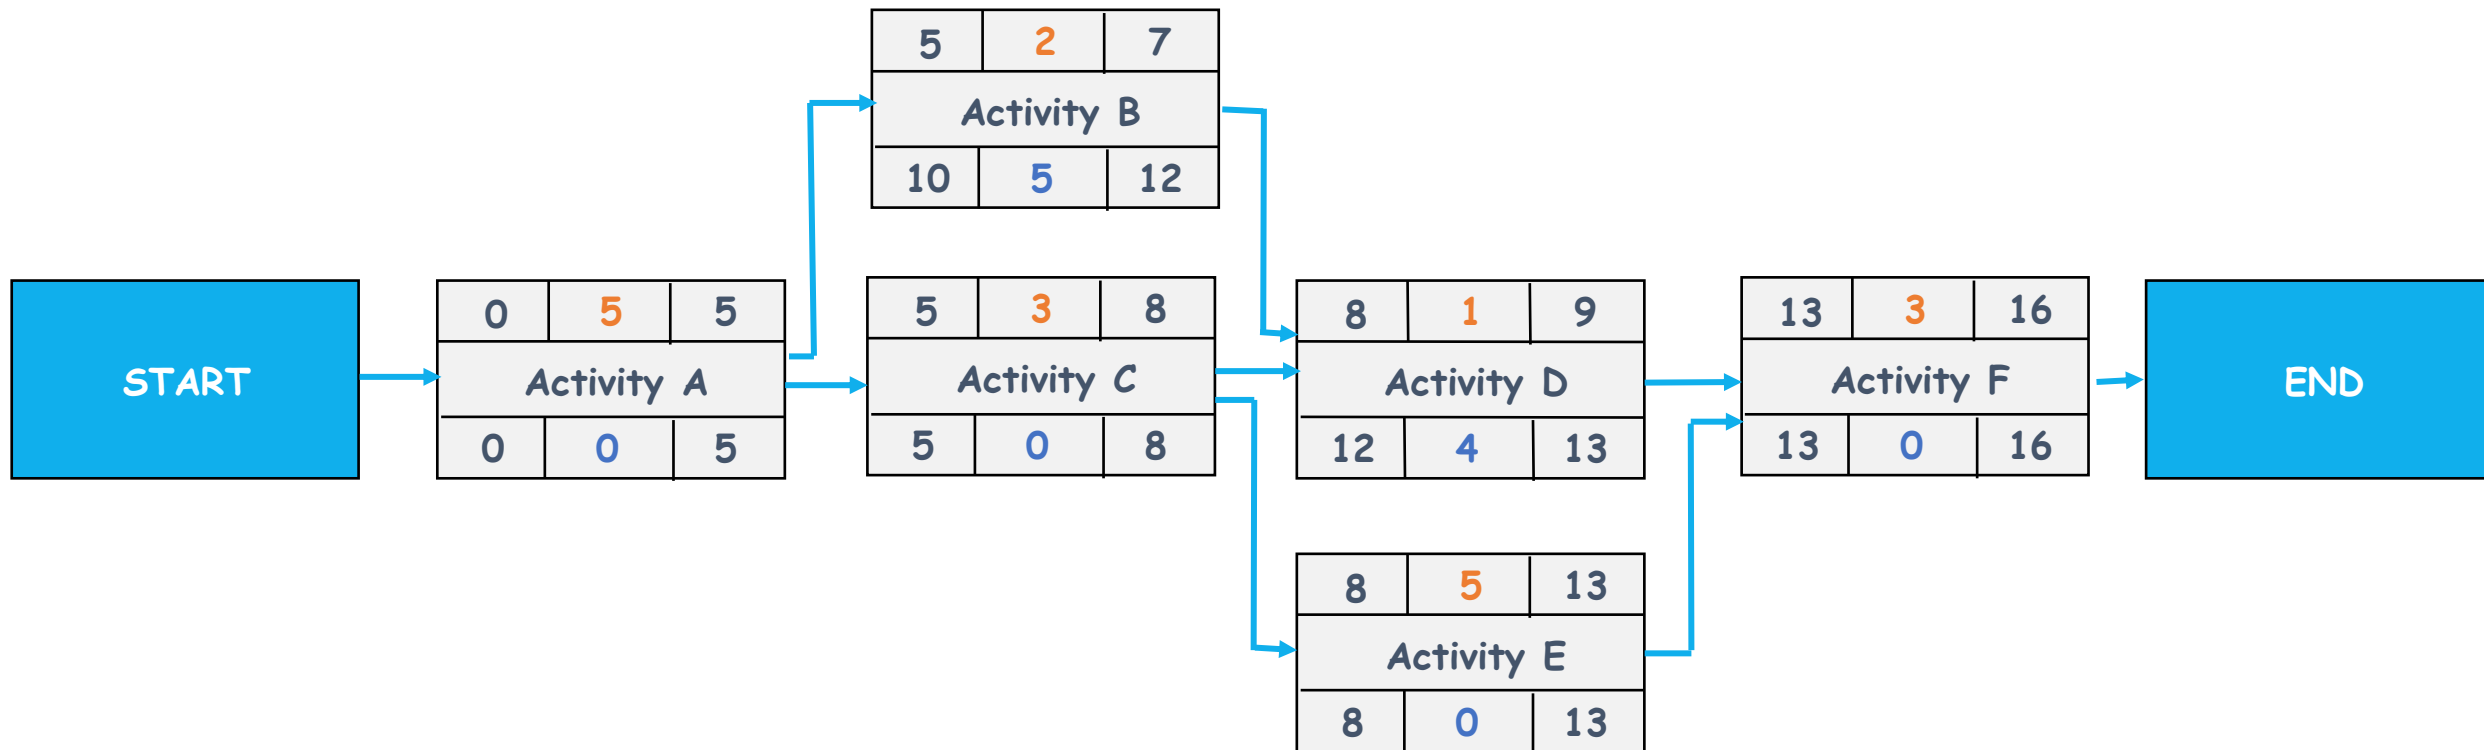 5 2 7
Activity B
10 5 12
START
0 5 5
Activity A
0 0 5
5 3 8
Activity C
5 0 8
8 1 9
Activity D
12 4 13
13 3 16
Activity F
13 0 16
END
8 5 13
Activity E
8 0 13